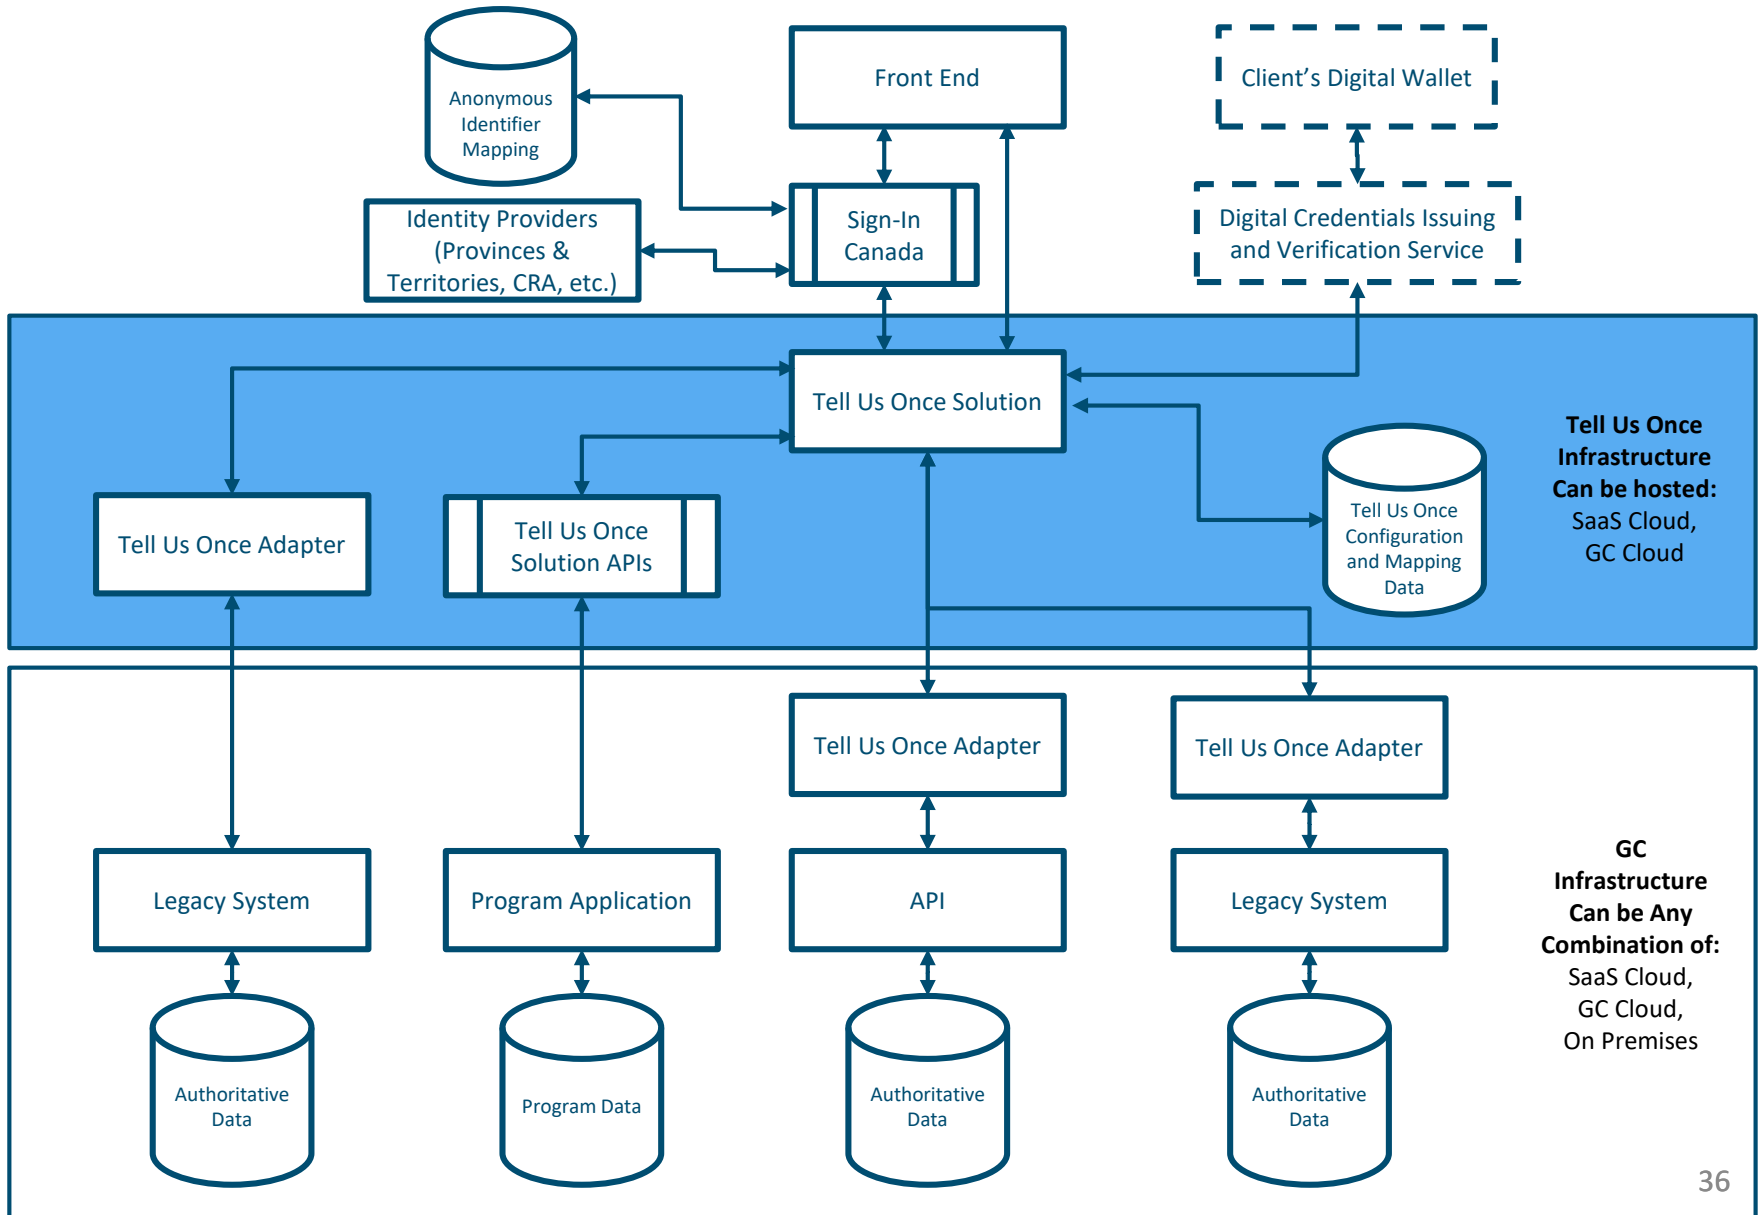 Anonymous
Identifier
Mapping
Front End
Client’s Digital Wallet
Identity Providers
(Provinces &
Territories, CRA, etc.)
Sign-In
Canada
Digital Credentials Issuing
and Verification Service
Tell Us Once Solution
Tell Us Once Adapter
Tell Us Once
Solution APIs
Tell Us Once
Configuration
and Mapping
Data
Tell Us Once
Infrastructure
Can be hosted:
SaaS Cloud,
GC Cloud
Tell Us Once Adapter
Tell Us Once Adapter
Legacy System
Program Application
API
Legacy System
GC
Infrastructure
Can be Any
Combination of:
SaaS Cloud,
GC Cloud,
On Premises
Authoritative
Data
Program Data
Authoritative
Data
Authoritative
Data
36